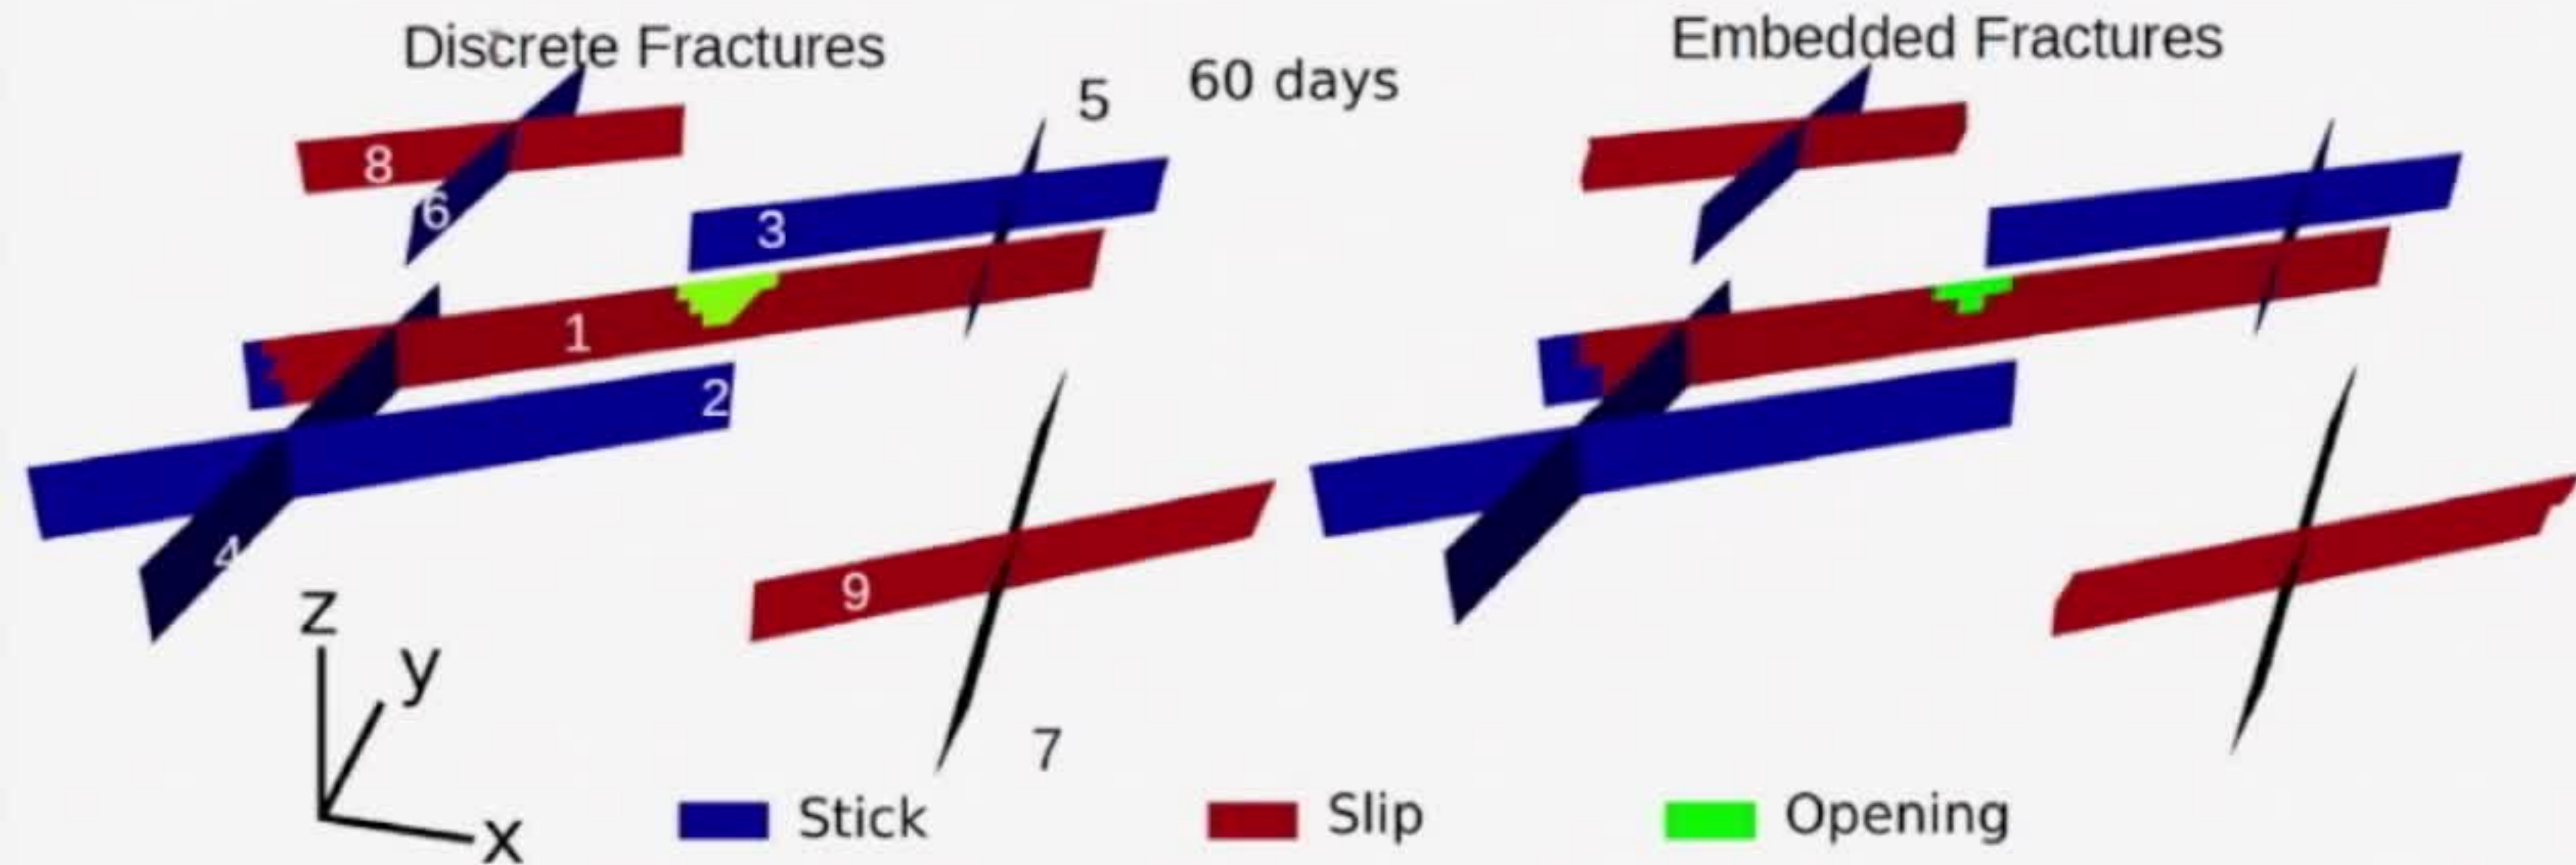 Discrete Fractures
60 days
Embedded Fractures
5
8
6
3
1
2
4
9
7
z
y
x
Stick
Slip
Opening